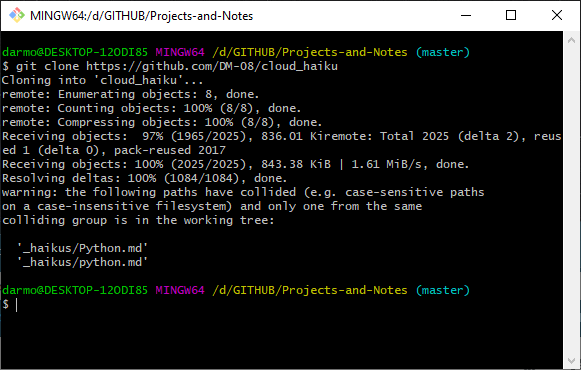 MINGW64:/d/GITHUB/Projects-and-Notes
darmo@DESKTOP-12ODI85 MINGW64 /d/GITHUB/Projects-and-Notes (master)
$ git clone https://github.com/DM-08/cloud_haiku
Cloning into 'cloud_haiku'...
remote: Enumerating objects: 8, done.
remote: Counting objects: 100% (8/8), done.
remote: Compressing objects: 100% (8/8), done.
Receiving objects:  97% (1965/2025), 836.01 Kiremote: Total 2025 (delta 2), reus
ed 1 (delta 0), pack-reused 2017
Receiving objects: 100% (2025/2025), 843.38 KiB | 1.61 MiB/s, done.
Resolving deltas: 100% (1084/1084), done.
warning: the following paths have collided (e.g. case-sensitive paths
on a case-insensitive filesystem) and only one from the same
colliding group is in the working tree:
  '_haikus/Python.md'
  '_haikus/python.md'
darmo@DESKTOP-12ODI85 MINGW64 /d/GITHUB/Projects-and-Notes (master)
$